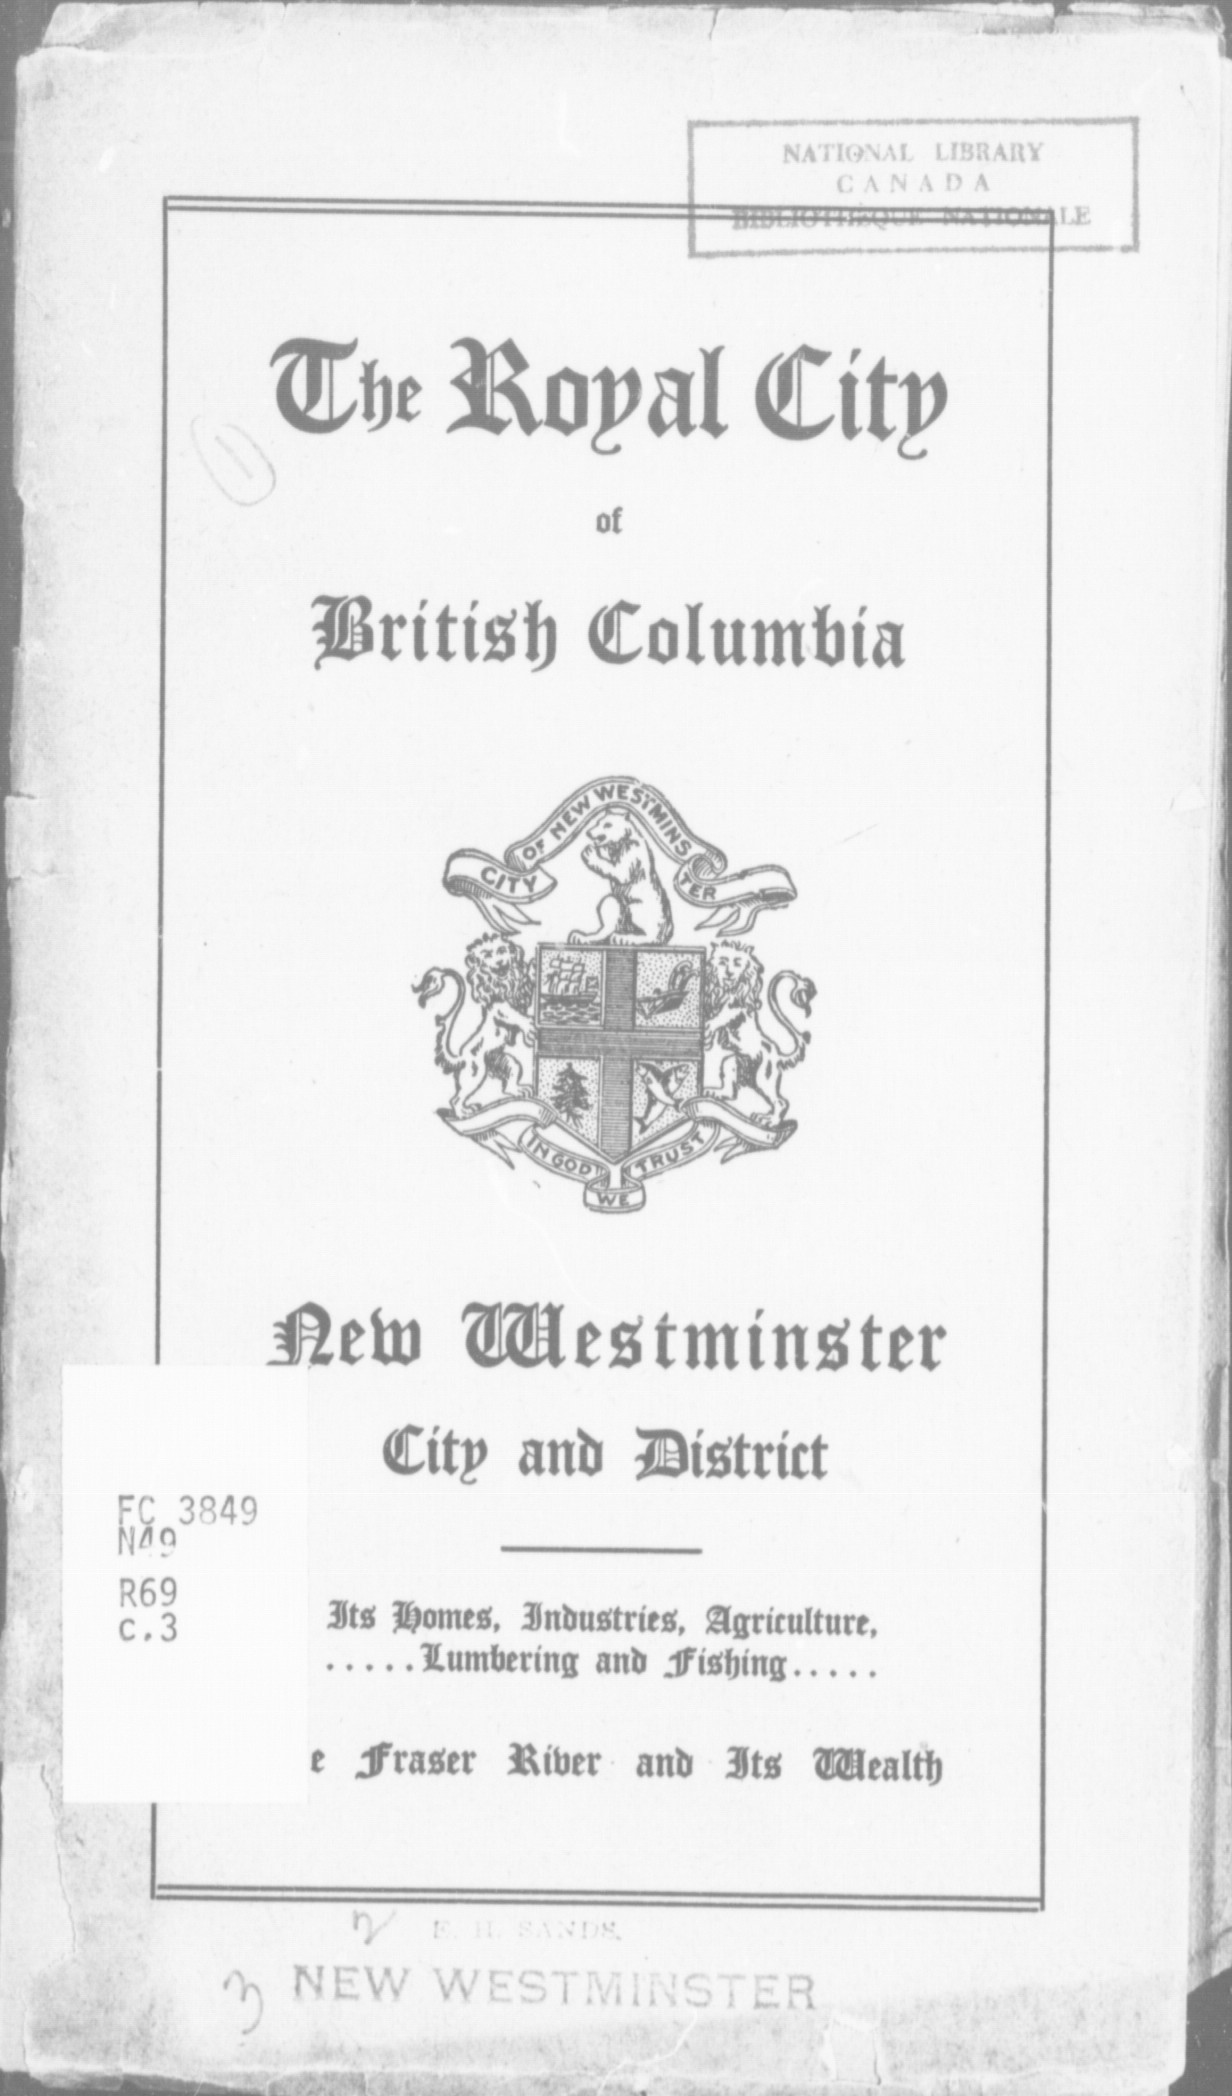 NATIONAL LIBRARY
CANADA
BIBLIOTHEQUE NATIONALE
The Royal City
of
British Columbia
CITY OF NEW WESTMINSTER
IN GOD WE TRUST
New Westminster
City and District
FC 3849
N49
R69
c.3
Its Homes, Industries, Agriculture,
.....Lumbering and Fishing.....
e Fraser River and Its Wealth
2 E. H. SANDS.
3 NEW WESTMINSTER